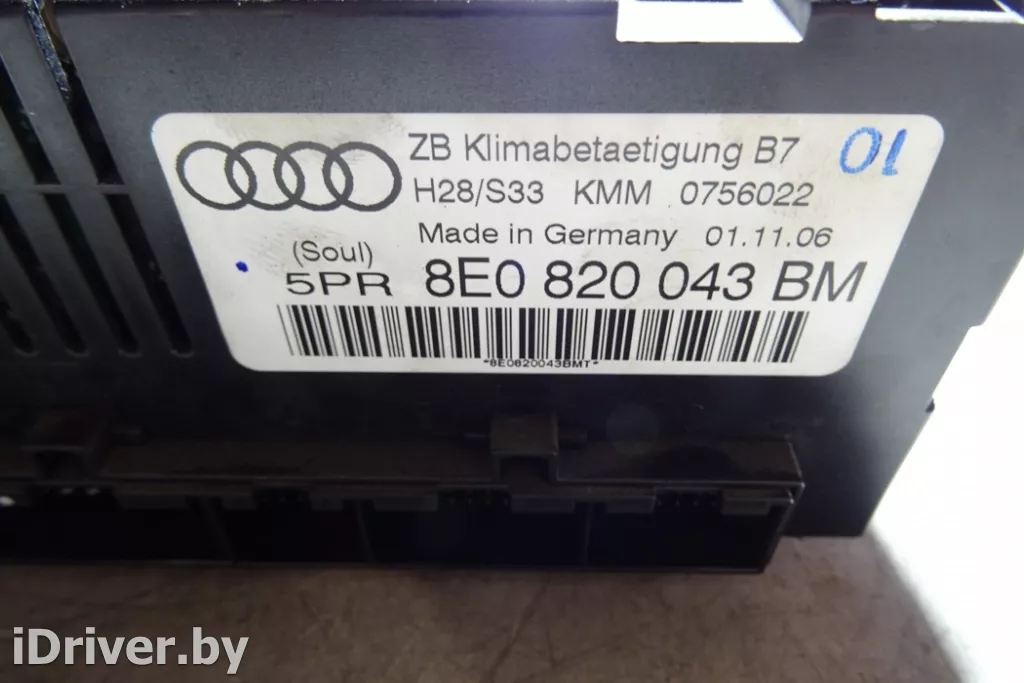 ZB Klimabetaetigung B7 01
H28/S33 KMM 0756022
Made in Germany 01.11.06
(Soul)
5PR 8E0 820 043 BM
*8E0820043BMT*
iDriver.by